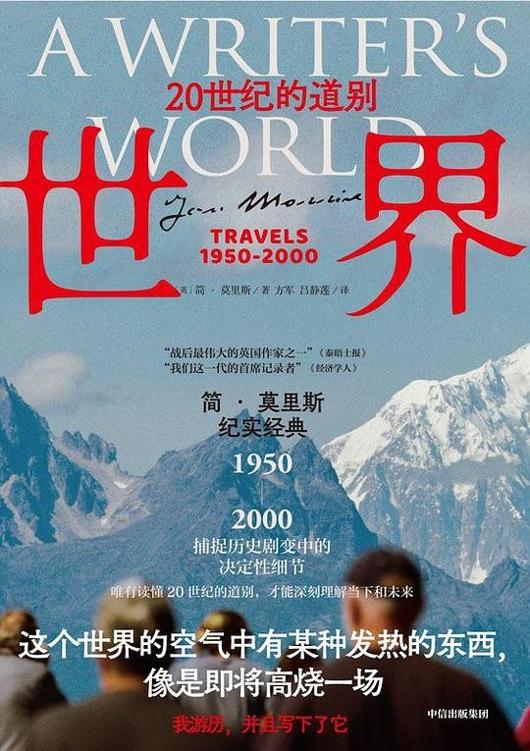 A WRITER'S
20世纪的道别
WORLD
世界
Jan Morris
TRAVELS
1950-2000
[英]简·莫里斯/著 方军 吕静莲/译
“战后最伟大的英国作家之一”《泰晤士报》
“我们这一代的首席记录者”《经济学人》
简·莫里斯
纪实经典
1950
2000
捕捉历史剧变中的
决定性细节
唯有读懂20世纪的道别，才能深刻理解当下和未来
这个世界的空气中有某种发热的东西，
像是即将高烧一场
我游历，并且写下了它
中信出版集团